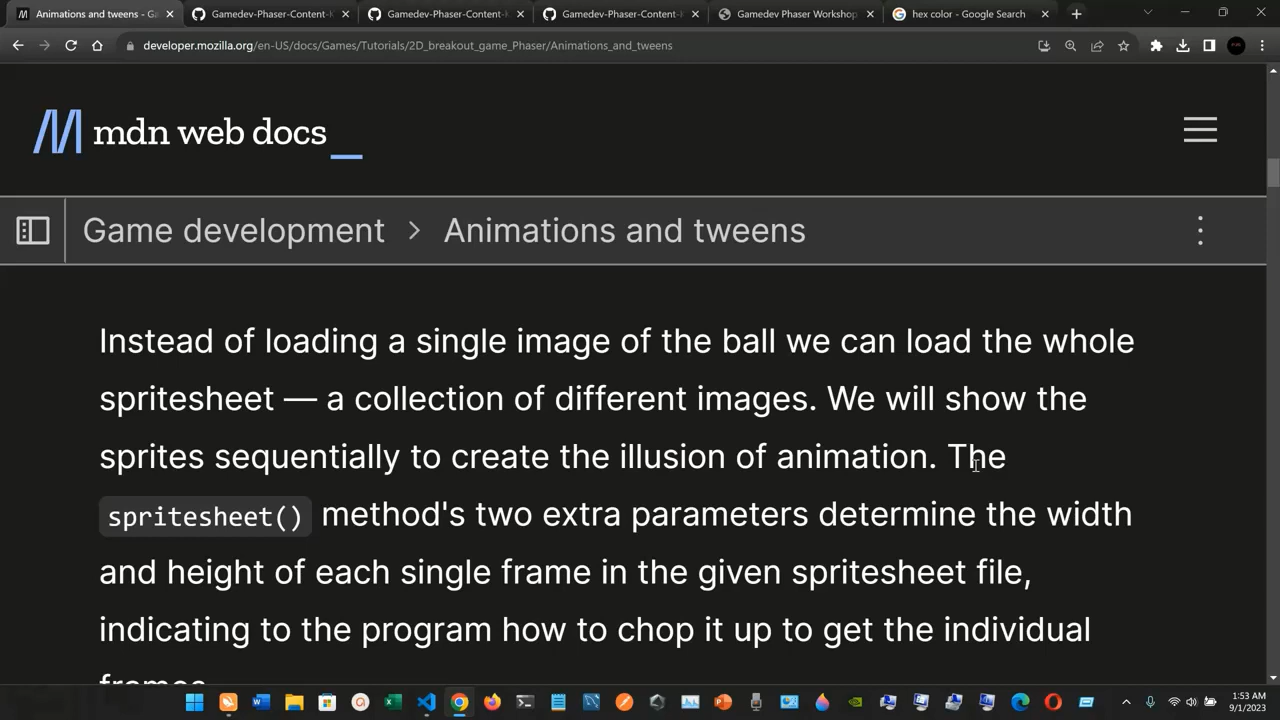 Animations and tweens - Ga
Gamedev-Phaser-Content-K
Gamedev-Phaser-Content-K
Gamedev-Phaser-Content-K
Gamedev Phaser Workshop
hex color - Google Search
developer.mozilla.org/en-US/docs/Games/Tutorials/2D_breakout_game_Phaser/Animations_and_tweens
mdn web docs_
Game development > Animations and tweens
Instead of loading a single image of the ball we can load the whole
spritesheet — a collection of different images. We will show the
sprites sequentially to create the illusion of animation. The
spritesheet() method's two extra parameters determine the width
and height of each single frame in the given spritesheet file,
indicating to the program how to chop it up to get the individual
frames.
1:53 AM
9/1/2023